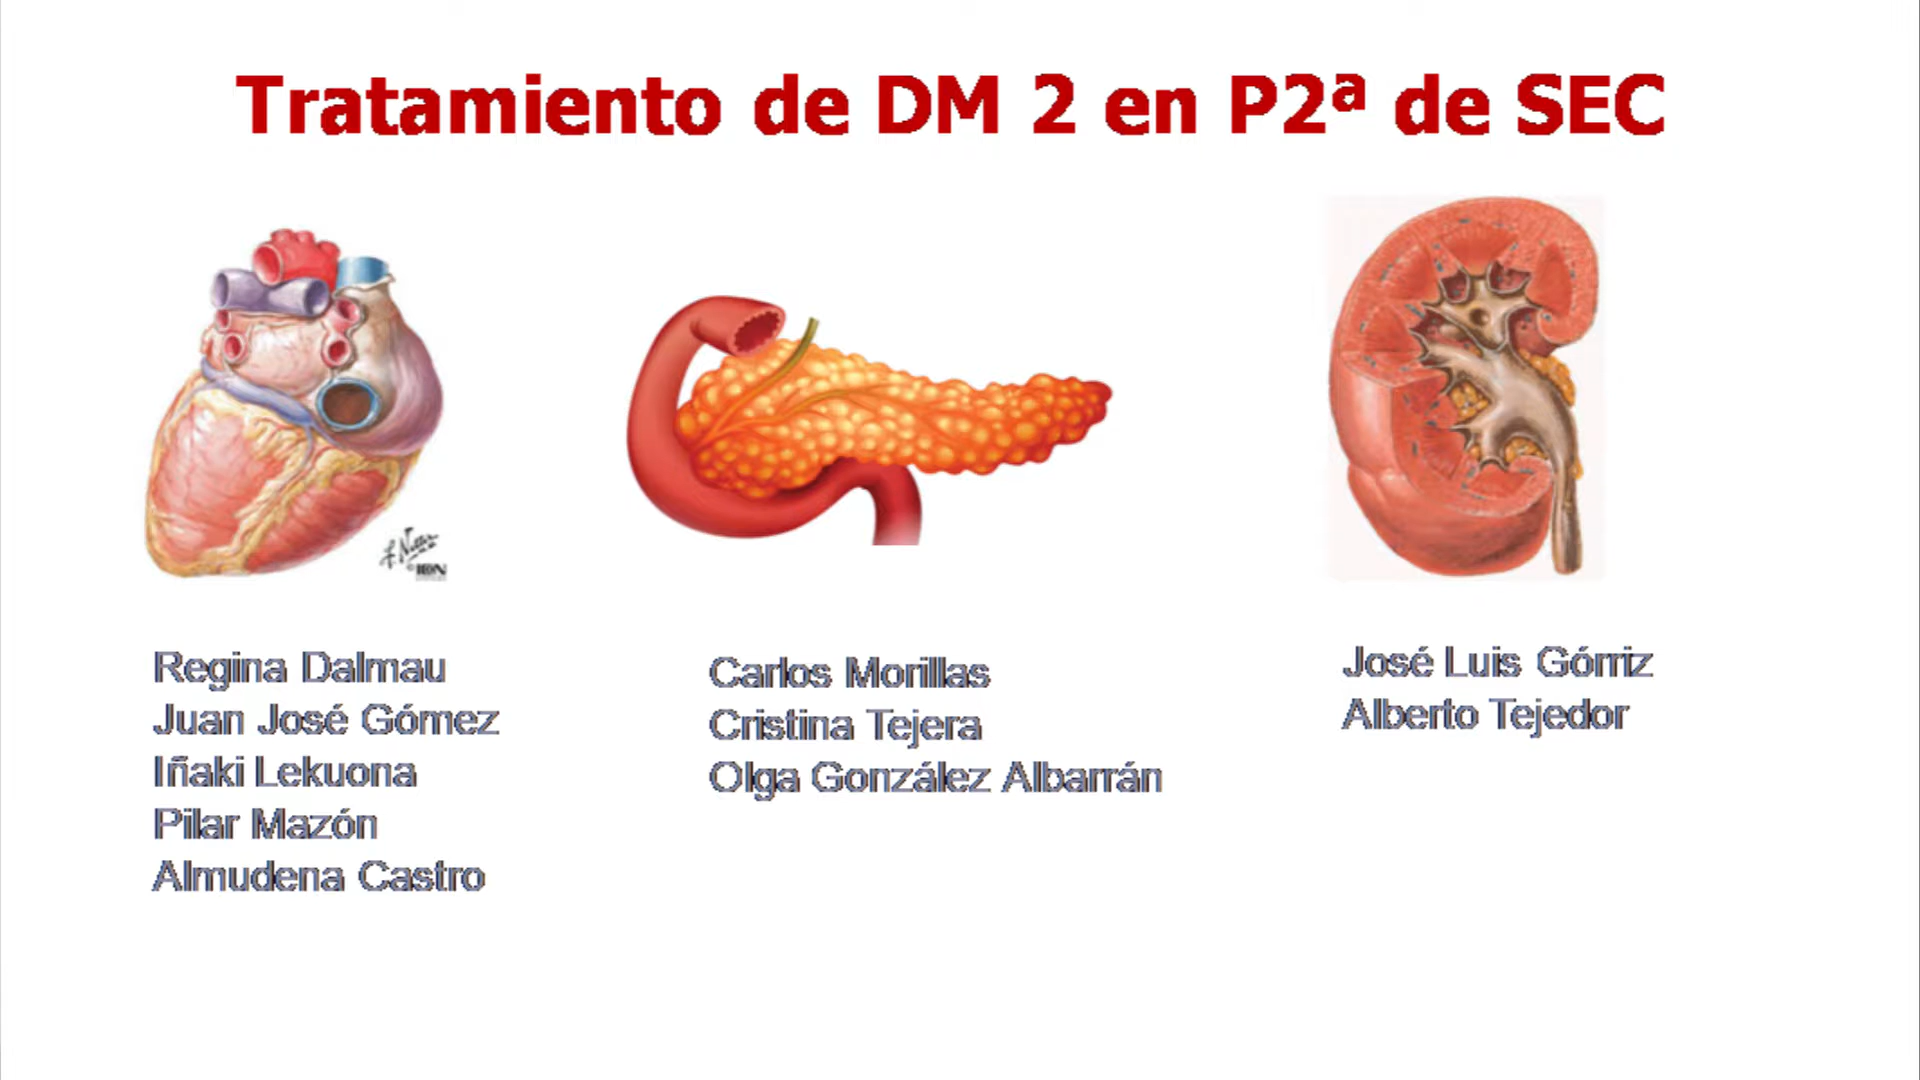 Tratamiento de DM 2 en P2ª de SEC
Regina Dalmau
Juan José Gómez
Iñaki Lekuona
Pilar Mazón
Almudena Castro
Carlos Morillas
Cristina Tejera
Olga González Albarrán
José Luis Górriz
Alberto Tejedor